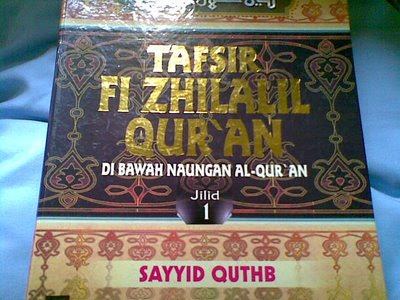 TAFSIR
FI ZHILALIL
QUR`AN
DI BAWAH NAUNGAN AL-QUR`AN
Jilid
1
SAYYID QUTHB